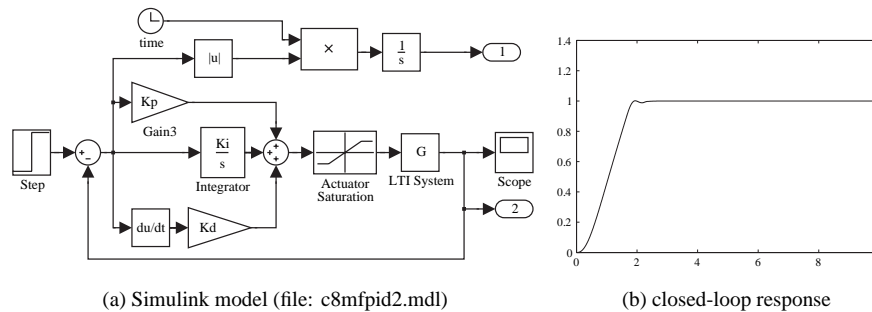 time
|u|
×
1
s
1
Kp
Gain3
Step
+
−
Ki
s
Integrator
+
+
+
Actuator
Saturation
G
LTI System
Scope
2
du/dt
Kd
(a) Simulink model (file: c8mfpid2.mdl)
1.4
1.2
1
0.8
0.6
0.4
0.2
0
0 2 4 6 8
(b) closed-loop response